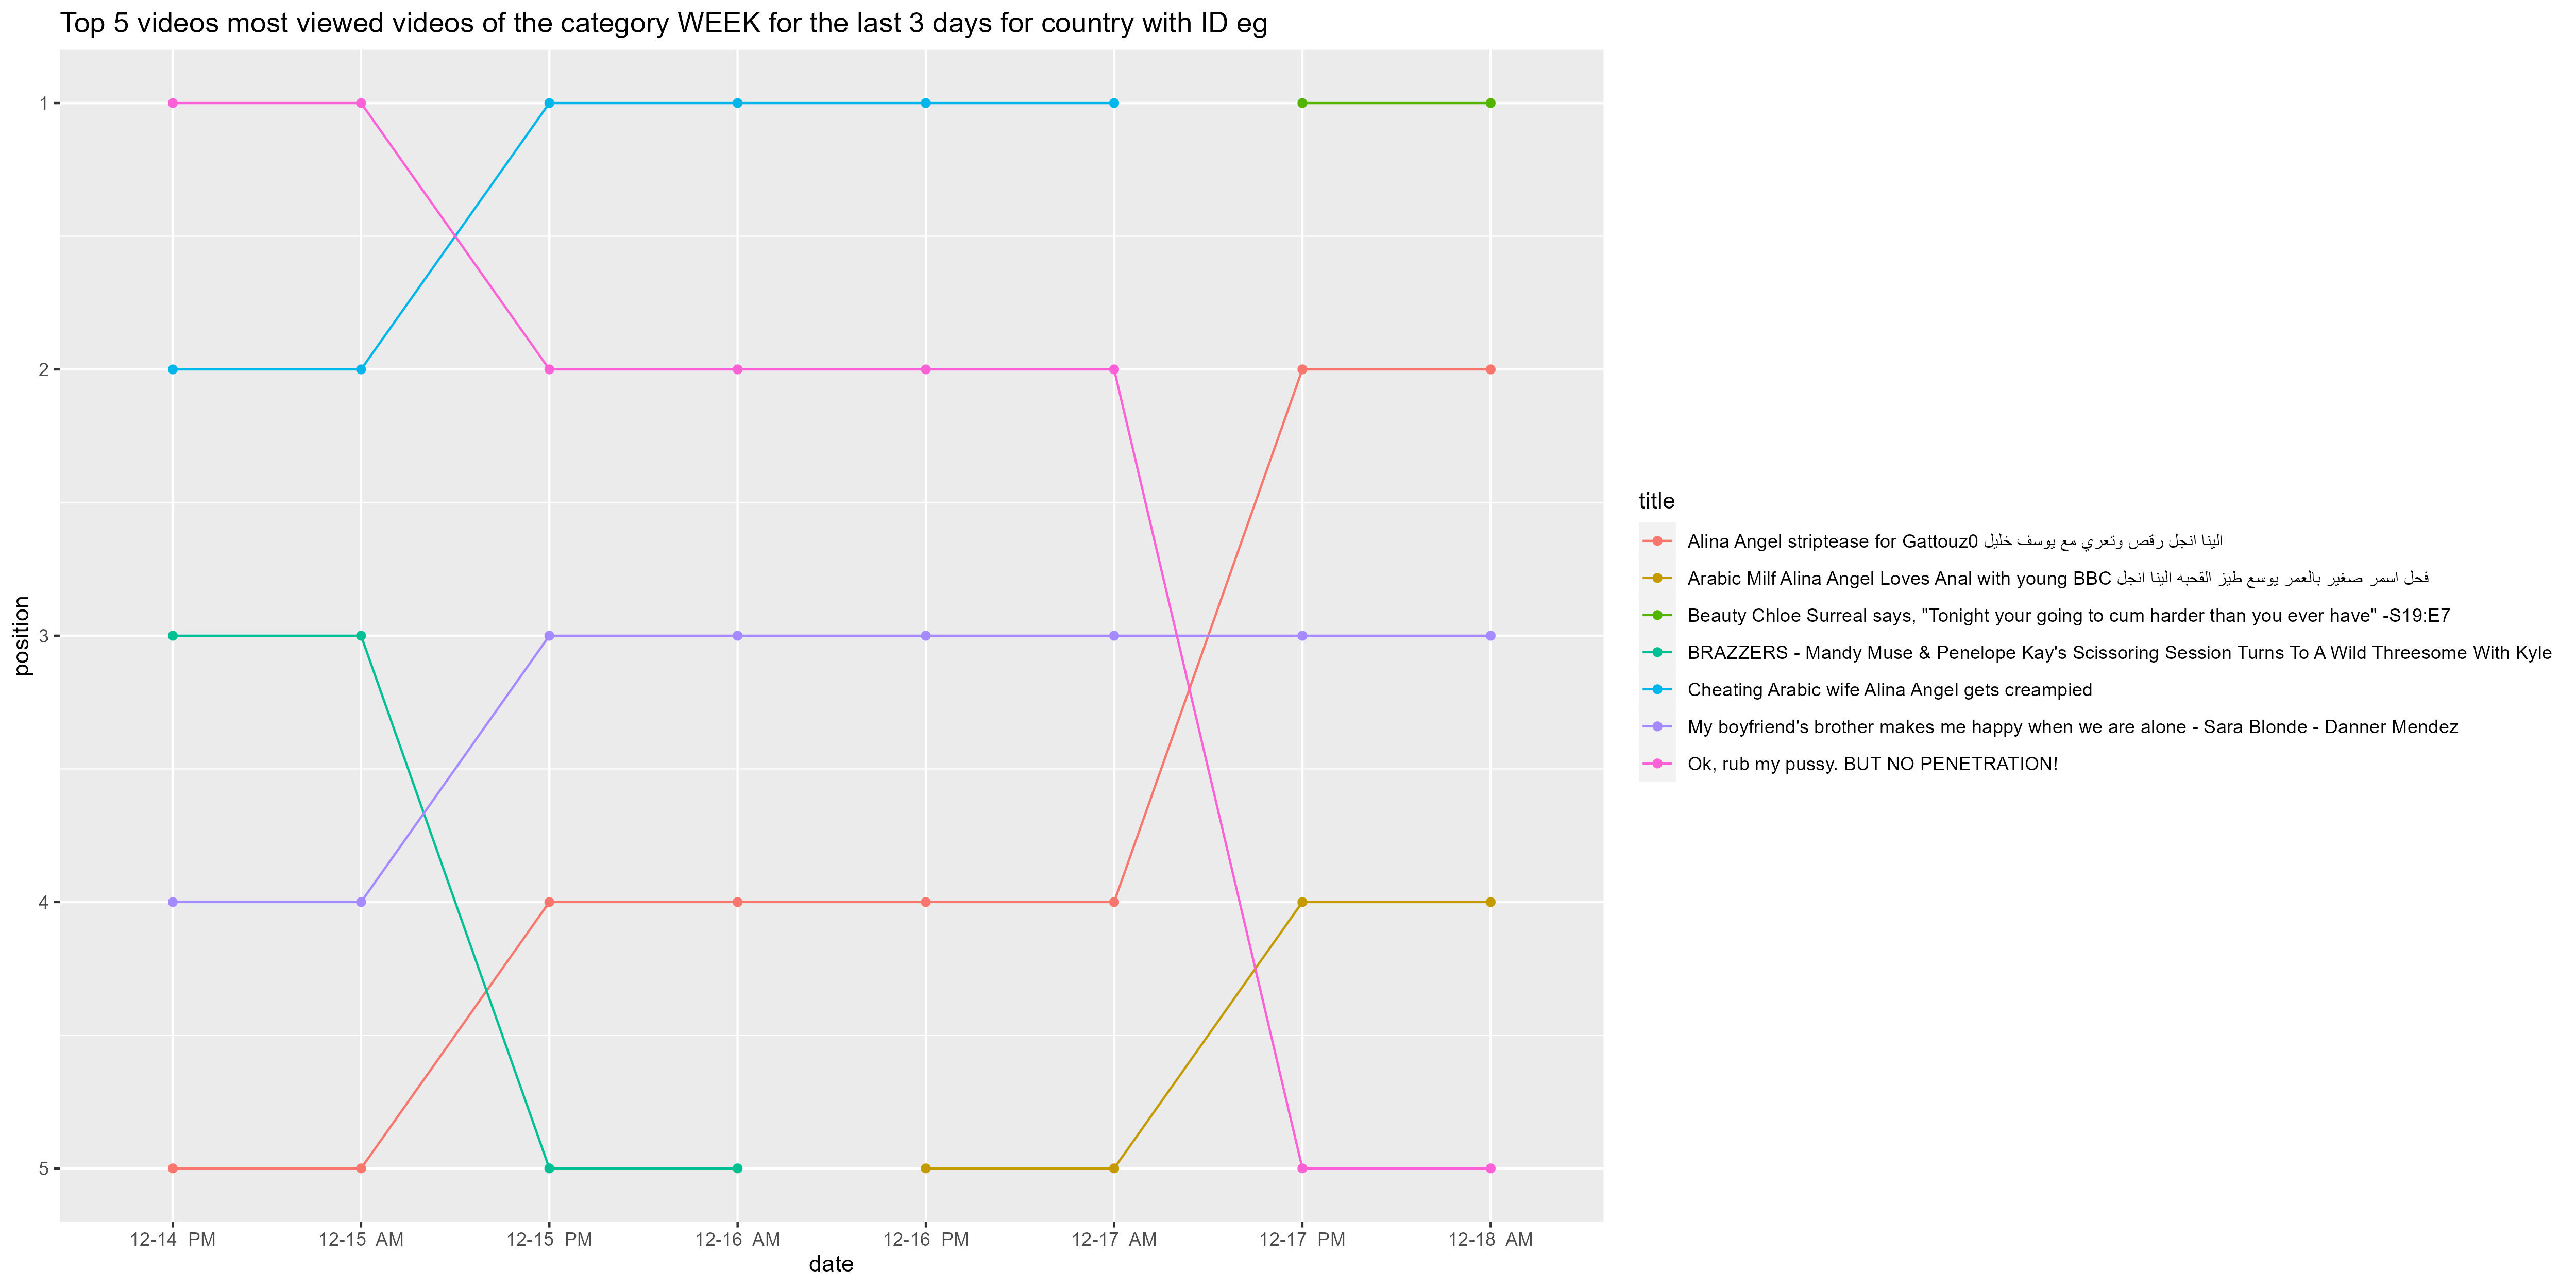 Top 5 videos most viewed videos of the category WEEK for the last 3 days for country with ID eg
position
1
2
3
4
5
12-14 PM
12-15 AM
12-15 PM
12-16 AM
12-16 PM
12-17 AM
12-17 PM
12-18 AM
date
title
Alina Angel striptease for Gattouz0 الينا انجل رقص وتعري مع يوسف خليل
Arabic Milf Alina Angel Loves Anal with young BBC فحل اسمر صغير بالعمر يوسع طيز القحبه الينا انجل
Beauty Chloe Surreal says, "Tonight your going to cum harder than you ever have" -S19:E7
BRAZZERS - Mandy Muse & Penelope Kay's Scissoring Session Turns To A Wild Threesome With Kyle
Cheating Arabic wife Alina Angel gets creampied
My boyfriend's brother makes me happy when we are alone - Sara Blonde - Danner Mendez
Ok, rub my pussy. BUT NO PENETRATION!